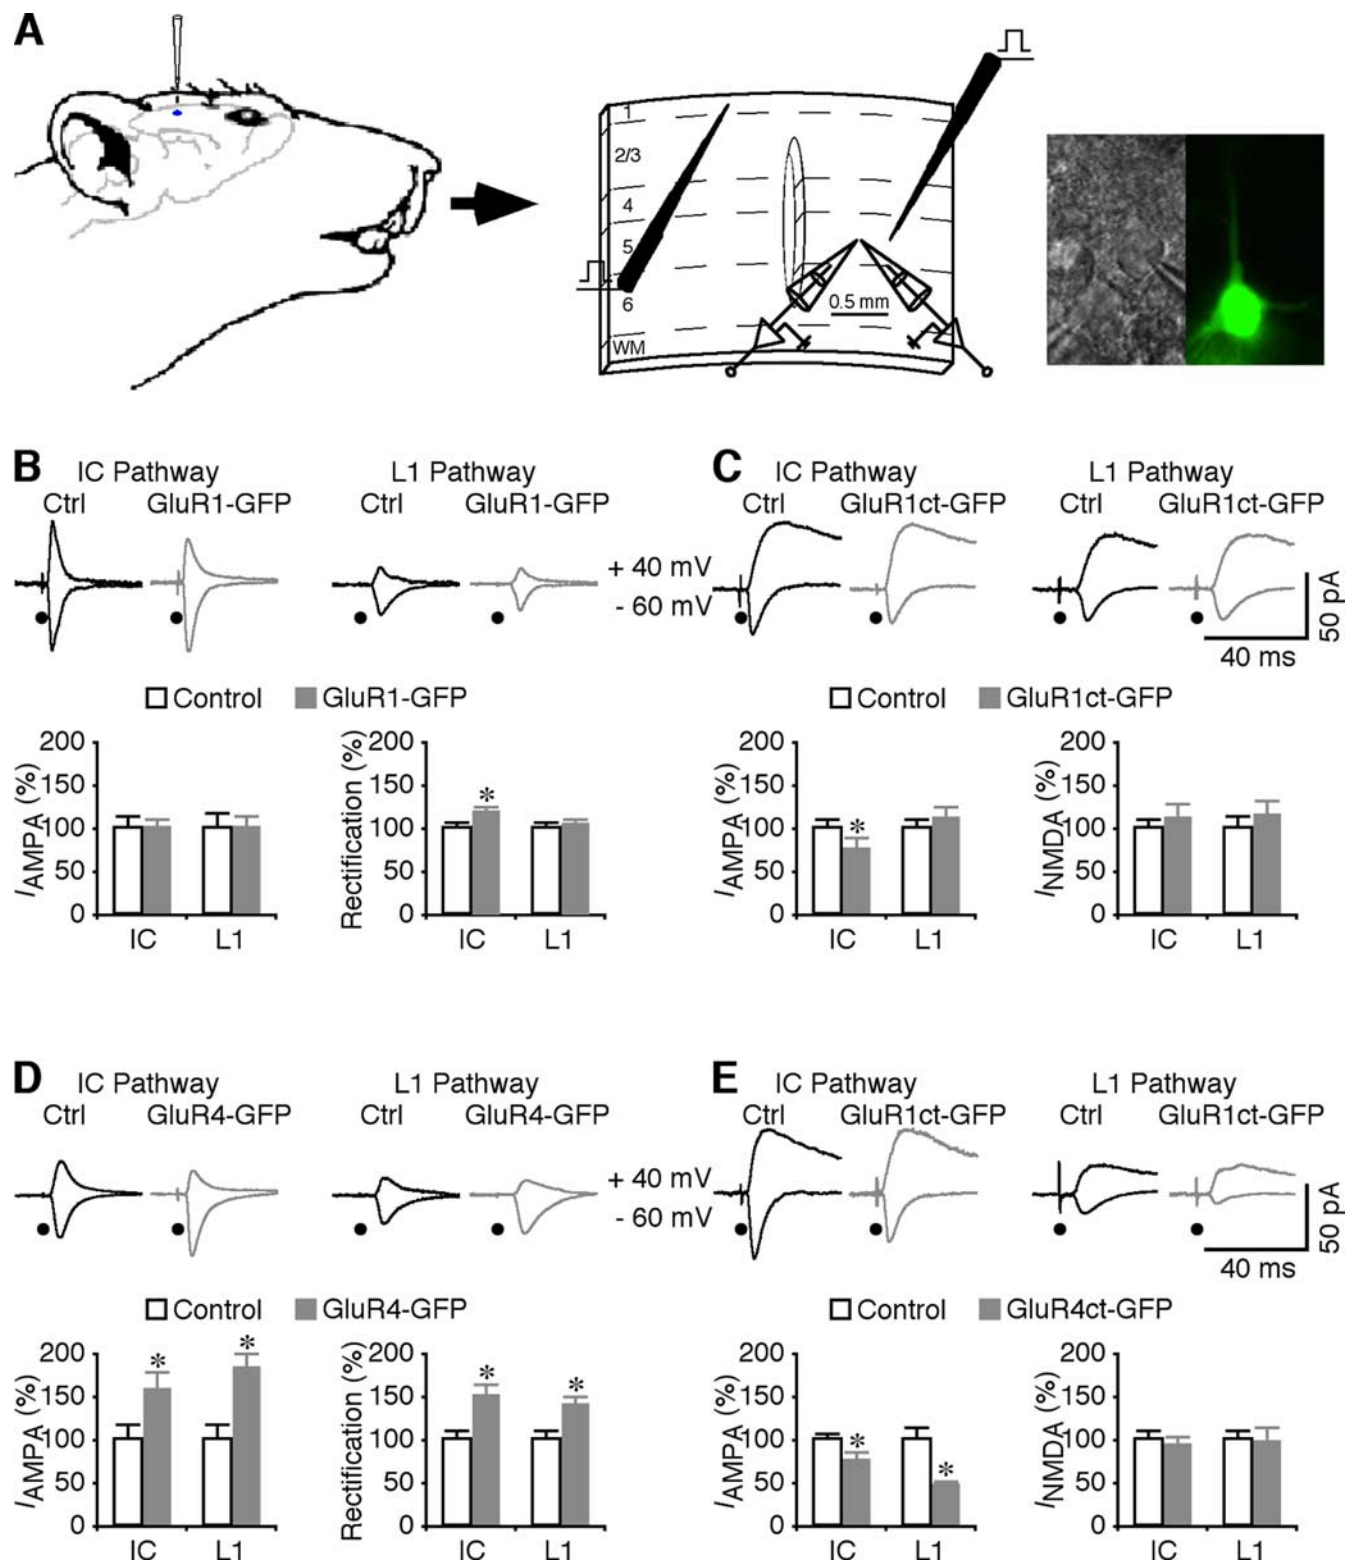 A
1
2/3
4
5
6
WM
0.5 mm
B
IC Pathway
L1 Pathway
Ctrl
GluR1-GFP
Ctrl
GluR1-GFP
+ 40 mV
- 60 mV
C
IC Pathway
L1 Pathway
Ctrl
GluR1ct-GFP
Ctrl
GluR1ct-GFP
50 pA
40 ms
Control
GluR1-GFP
IAMPA (%)
200
150
100
50
0
IC
L1
Rectification (%)
200
150
100
50
0
*
IC
L1
Control
GluR1ct-GFP
IAMPA (%)
200
150
100
50
0
*
IC
L1
INMDA (%)
200
150
100
50
0
IC
L1
D
IC Pathway
L1 Pathway
Ctrl
GluR4-GFP
Ctrl
GluR4-GFP
+ 40 mV
- 60 mV
E
IC Pathway
L1 Pathway
Ctrl
GluR1ct-GFP
Ctrl
GluR1ct-GFP
50 pA
40 ms
Control
GluR4-GFP
IAMPA (%)
200
150
100
50
0
*
*
IC
L1
Rectification (%)
200
150
100
50
0
*
*
IC
L1
Control
GluR4ct-GFP
IAMPA (%)
200
150
100
50
0
*
*
IC
L1
INMDA (%)
200
150
100
50
0
IC
L1